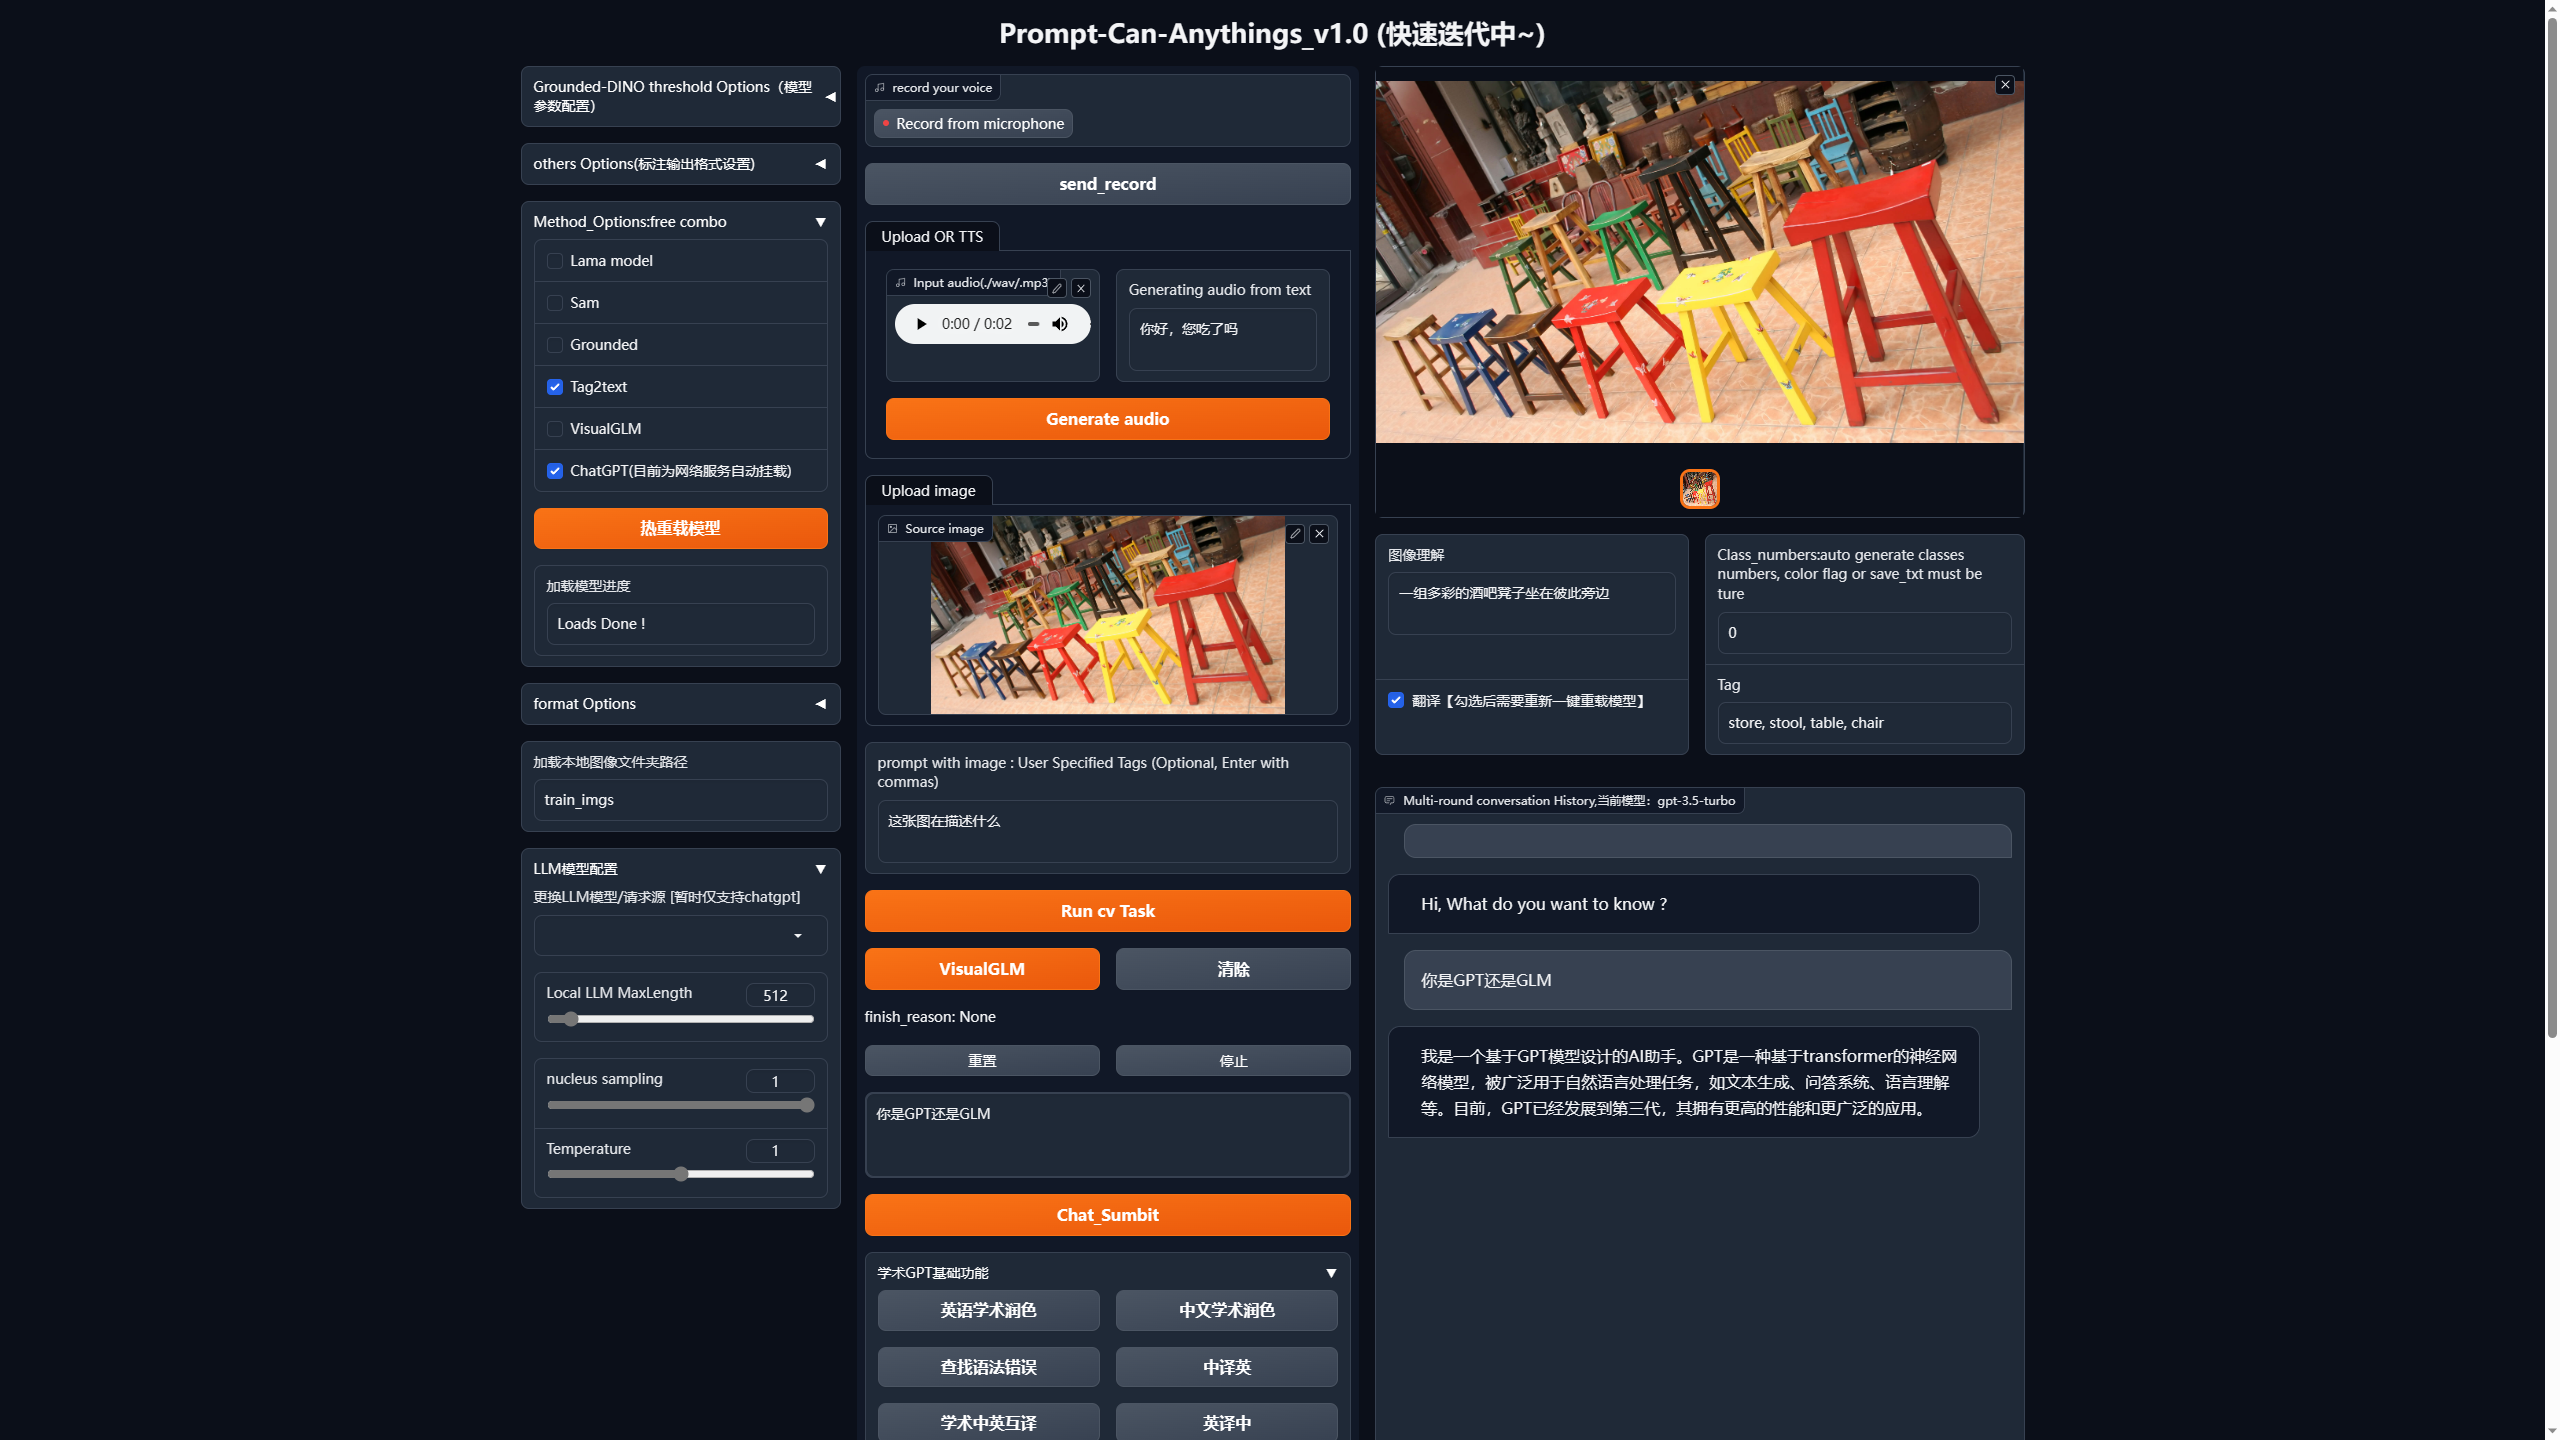 Prompt-Can-Anythings_v1.0 (快速迭代中~)
Grounded-DINO threshold Options（模型
参数配置）
others Options(标注输出格式设置)
Method_Options:free combo
Lama model
Sam
Grounded
Tag2text
VisualGLM
ChatGPT(目前为网络服务自动挂载)
热重载模型
加载模型进度
Loads Done !
format Options
加载本地图像文件夹路径
train_imgs
LLM模型配置
更换LLM模型/请求源 [暂时仅支持chatgpt]
Local LLM MaxLength
512
nucleus sampling
1
Temperature
1
record your voice
Record from microphone
send_record
Upload OR TTS
Input audio(./wav/.mp3
0:00 / 0:02
Generating audio from text
你好，您吃了吗
Generate audio
Upload image
Source image
prompt with image : User Specified Tags (Optional, Enter with
commas)
这张图在描述什么
Run cv Task
VisualGLM
清除
finish_reason: None
重置
停止
你是GPT还是GLM
Chat_Sumbit
学术GPT基础功能
英语学术润色
中文学术润色
查找语法错误
中译英
学术中英互译
英译中
图像理解
一组多彩的酒吧凳子坐在彼此旁边
翻译【勾选后需要重新一键重载模型】
Class_numbers:auto generate classes
numbers, color flag or save_txt must be
ture
0
Tag
store, stool, table, chair
Multi-round conversation History,当前模型：gpt-3.5-turbo
Hi, What do you want to know ?
你是GPT还是GLM
我是一个基于GPT模型设计的AI助手。GPT是一种基于transformer的神经网
络模型，被广泛用于自然语言处理任务，如文本生成、问答系统、语言理解
等。目前，GPT已经发展到第三代，其拥有更高的性能和更广泛的应用。